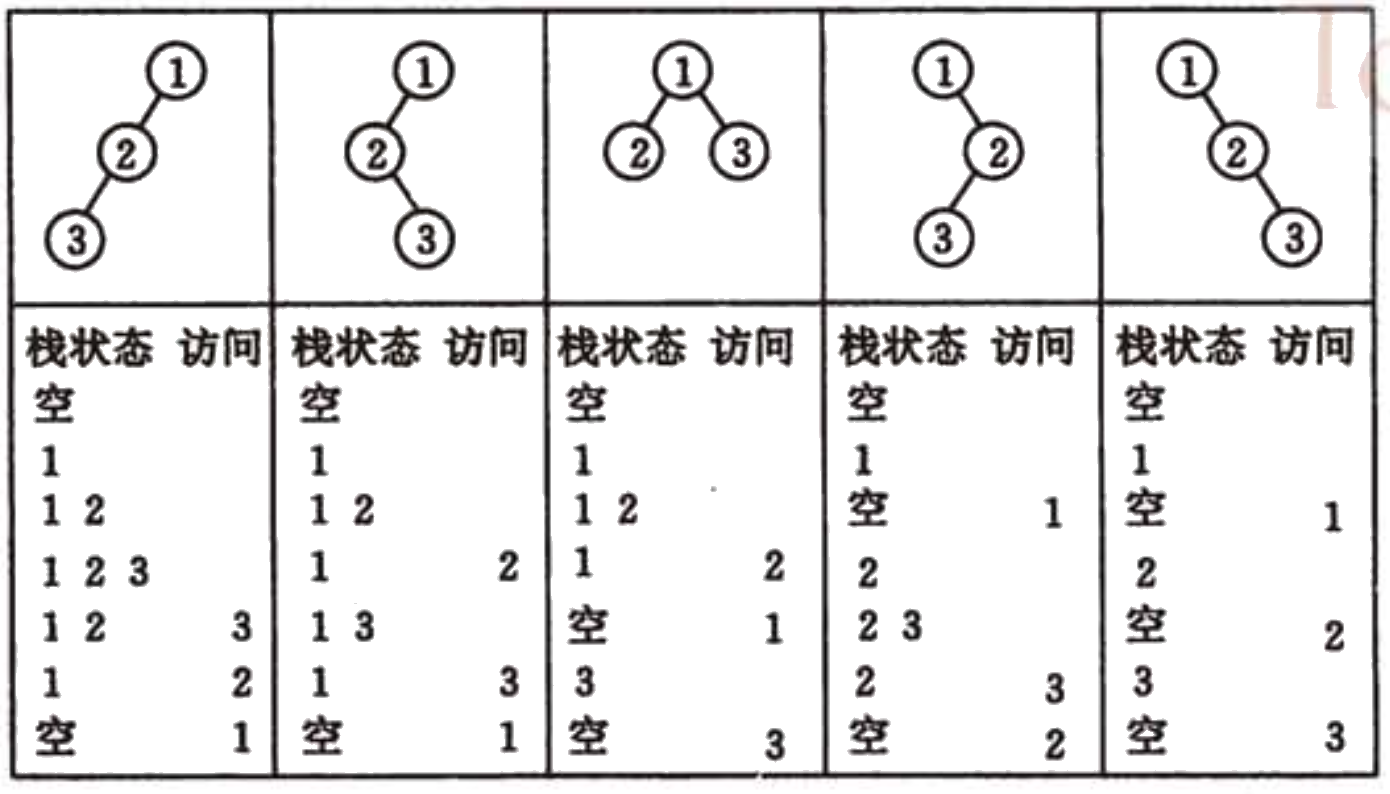 1 1 1 1 1
2 2 2 3 2 2
3 3 3 3
栈状态 访问 栈状态 访问 栈状态 访问 栈状态 访问 栈状态 访问
空 空 空 空 空
1 1 1 1 1
1 2 1 2 1 2 空 1 空 1
1 2 3 1 2 1 2 2 2
1 2 3 1 3 空 1 2 3 空 2
1 2 1 3 3 2 3 3
空 1 空 1 空 3 空 2 空 3